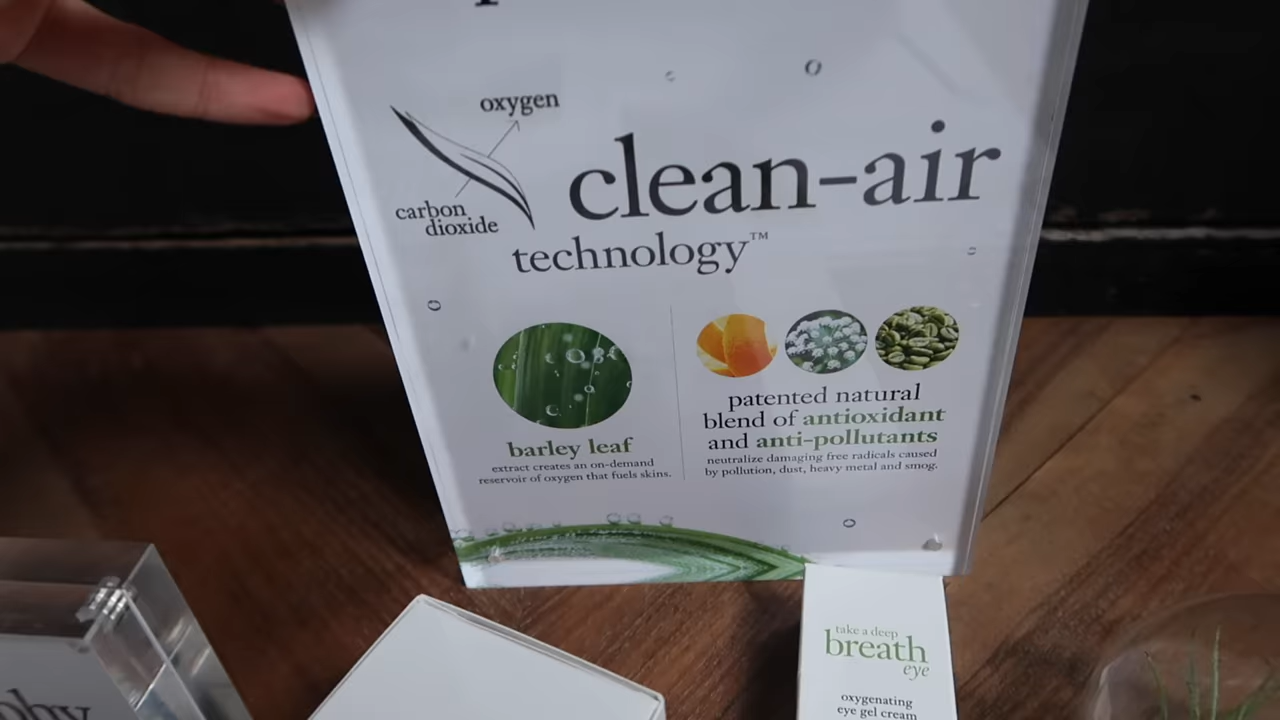 oxygen
carbon
dioxide
clean-air
technology™
barley leaf
extract creates an on-demand
reservoir of oxygen that fuels skins.
patented natural
blend of antioxidant
and anti-pollutants
neutralize damaging free radicals caused
by pollution, dust, heavy metal and smog.
take a deep
breath
eye
oxygenating
eye gel cream